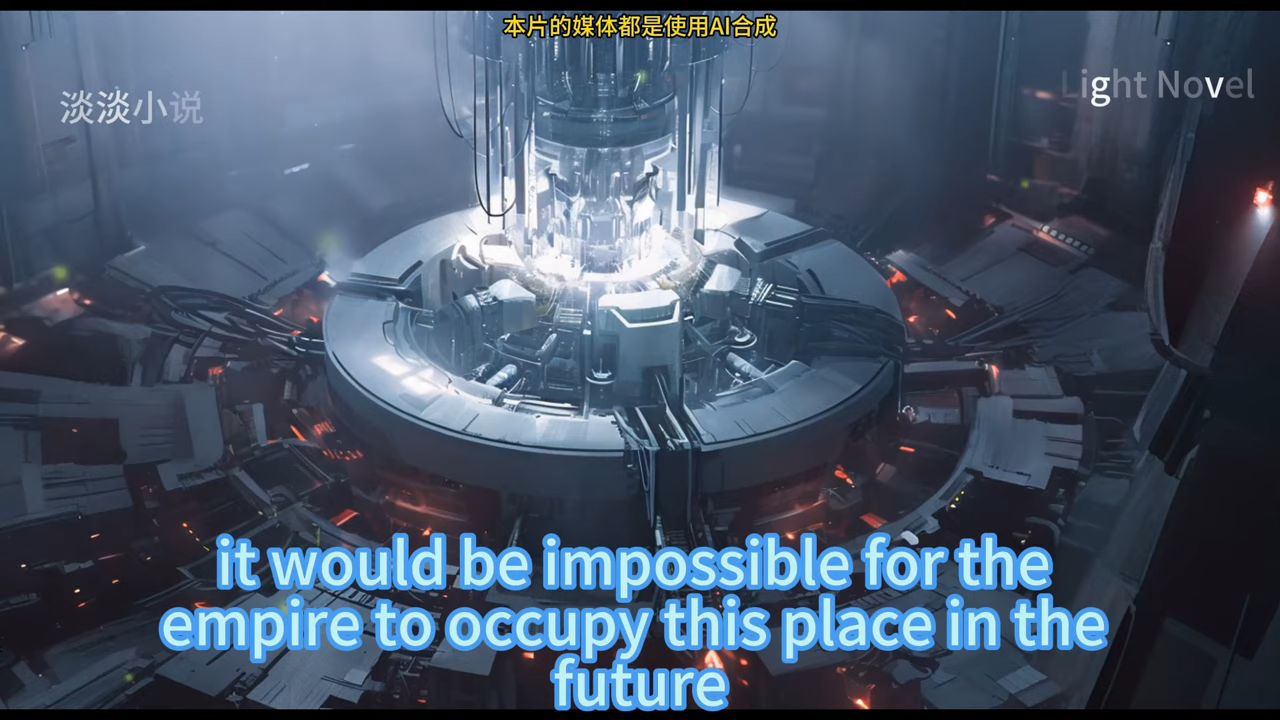 本片的媒体都是使用AI合成
淡淡小说
Light Novel
it would be impossible for the
empire to occupy this place in the
future